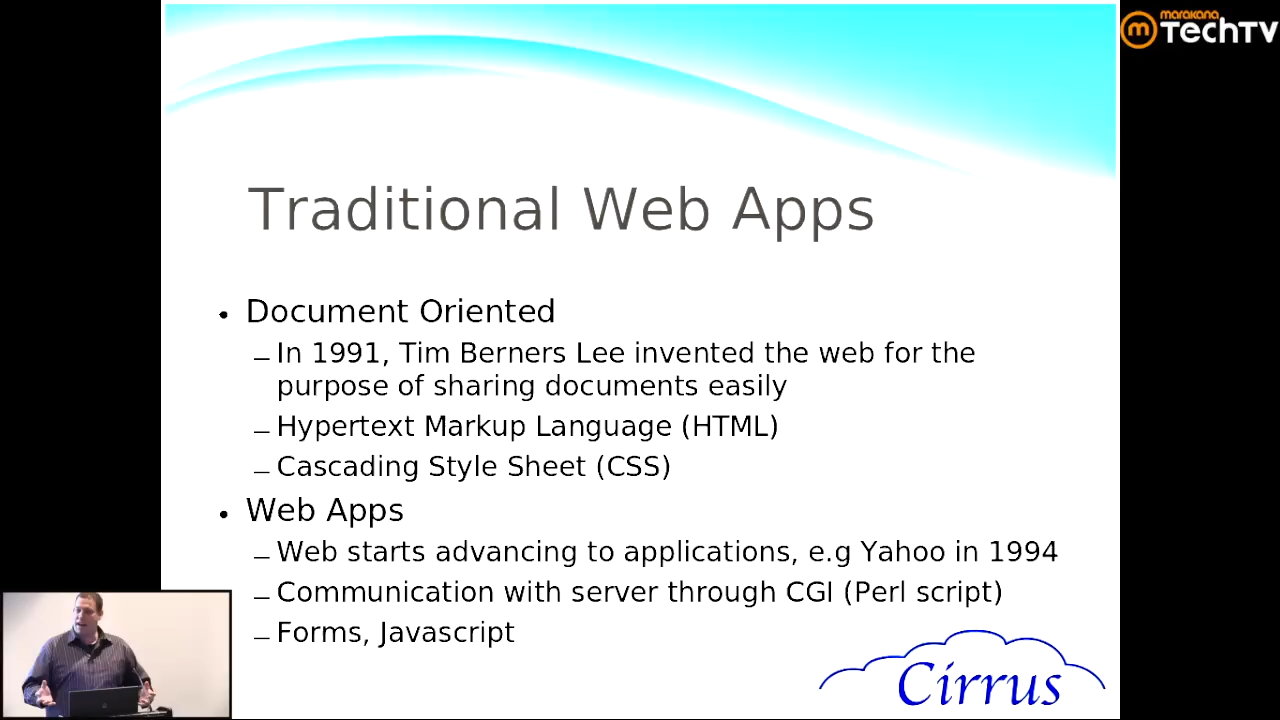 marakana
m TechTV
Traditional Web Apps
• Document Oriented
– In 1991, Tim Berners Lee invented the web for the
purpose of sharing documents easily
– Hypertext Markup Language (HTML)
– Cascading Style Sheet (CSS)
• Web Apps
– Web starts advancing to applications, e.g Yahoo in 1994
– Communication with server through CGI (Perl script)
– Forms, Javascript
Cirrus